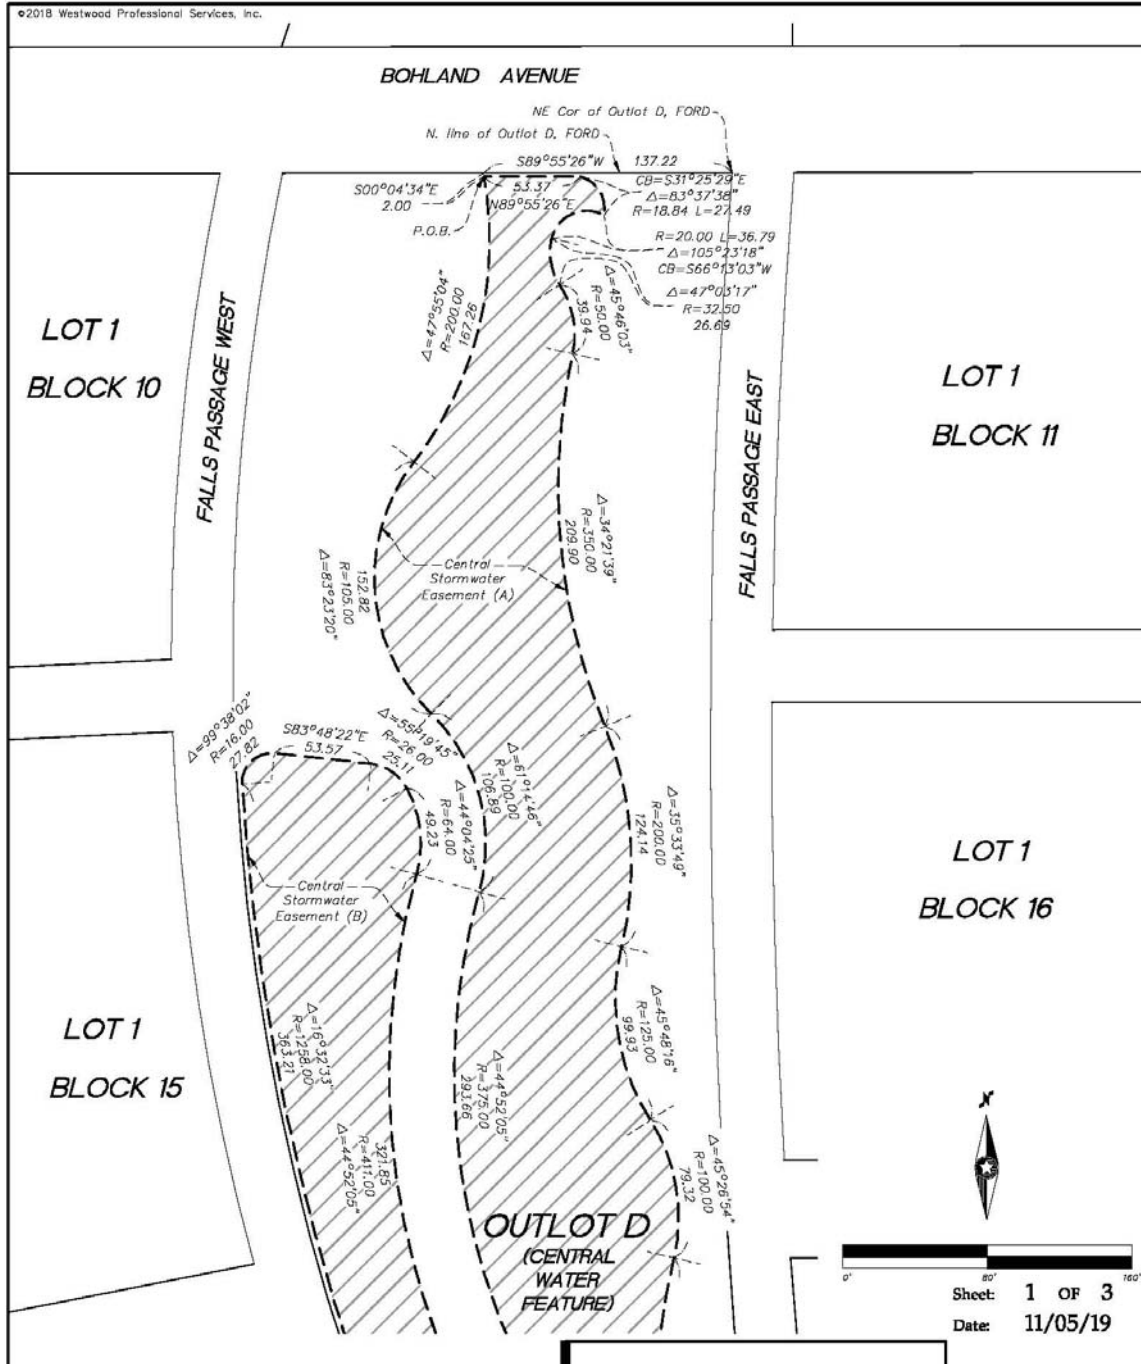 ©2018 Westwood Professional Services, Inc.
BOHLAND AVENUE
NE Cor of Outlot D, FORD
N. line of Outlot D, FORD
S89°55'26"W 137.22
S00°04'34"E
2.00
53.37
N89°55'26"E
CB=S31°25'29"E
Δ=83°37'38"
R=18.84 L=27.49
P.O.B.
R=20.00 L=36.79
Δ=105°23'18"
CB=S66°13'03"W
Δ=47°03'17"
R=32.50
26.69
Δ=45°46'03"
R=50.00
39.94
Δ=47°55'04"
R=200.00
167.26
LOT 1
BLOCK 10
FALLS PASSAGE WEST
FALLS PASSAGE EAST
LOT 1
BLOCK 11
Δ=34°21'39"
R=350.00
209.90
Central
Stormwater
Easement (A)
152.82
R=105.00
Δ=83°23'20"
Δ=99°38'02"
R=16.00
27.82
S83°48'22"E
53.57
Δ=55°19'45"
R=26.00
25.11
Δ=61°14'46"
R=100.00
106.89
Δ=44°04'25"
R=64.00
49.23
Δ=35°33'49"
R=200.00
124.14
LOT 1
BLOCK 16
Central
Stormwater
Easement (B)
LOT 1
BLOCK 15
Δ=16°32'33"
R=1258.00
363.21
Δ=45°48'16"
R=125.00
99.93
Δ=44°52'05"
R=375.00
293.66
321.85
R=411.00
Δ=44°52'05"
Δ=45°26'54"
R=100.00
79.32
OUTLOT D
(CENTRAL
WATER
FEATURE)
N
0' 80' 160'
Sheet: 1 OF 3
Date: 11/05/19